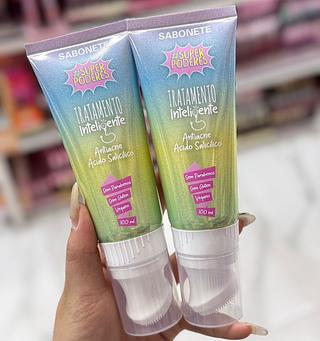 SABONETE
#SUPER
PODERES
TRATAMENTO
Inteligente
Antiacne
Ácido Salicílico
Sem Parabenos
Sem Glúten
Vegano
100 ml
SABONETE
#SUPER
PODERES
TRATAMENTO
Inteligente
Antiacne
Ácido Salicílico
Sem Parabenos
Sem Glúten
Vegano
100 ml